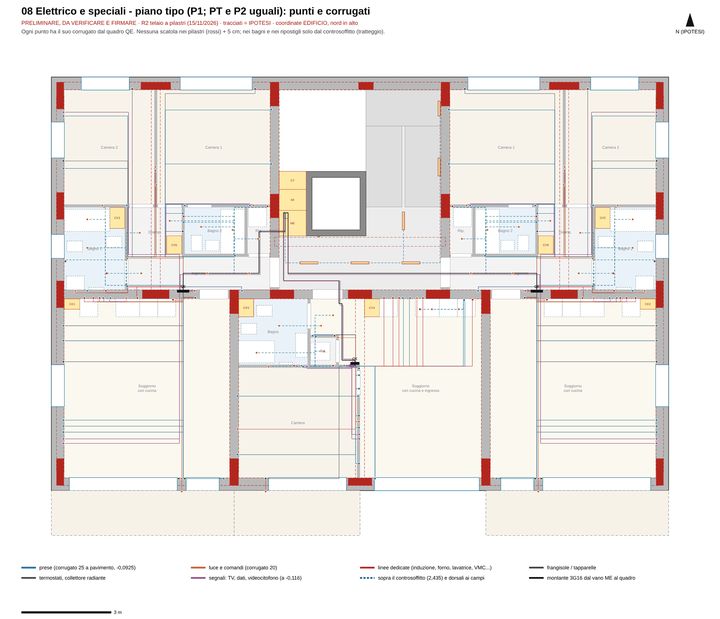 08 Elettrico e speciali - piano tipo (P1; PT e P2 uguali): punti e corrugati
PRELIMINARE, DA VERIFICARE E FIRMARE - R2 telaio a pilastri (15/11/2026) - tracciati = IPOTESI - coordinate EDIFICIO, nord in alto
Ogni punto ha il suo corrugato dal quadro QE. Nessuna scatola nei pilastri (rossi) + 5 cm; nei bagni e nei ripostigli solo dal controsoffitto (tratteggio).
N (IPOTESI)
Camera 2
Camera 1
Camera 1
Camera 2
Bagno 2
Bagno 2
Bagno
Soggiorno
con cucina
Soggiorno
con cucina e ingresso
Soggiorno
con cucina
Camera
prese (corrugato 25 a pavimento), -0,0925)
luce e comandi (corrugato 20)
linee dedicate (induzione, forno, lavatrice, VMC...)
frangisole / tapparelle
termostati, collettore radiante
segnali: TV, dati, videocitofono (a -0,116)
sopra il controsoffitto (2,435) e dorsali ai campi
montante 3G16 dal vano ME al quadro
3 m